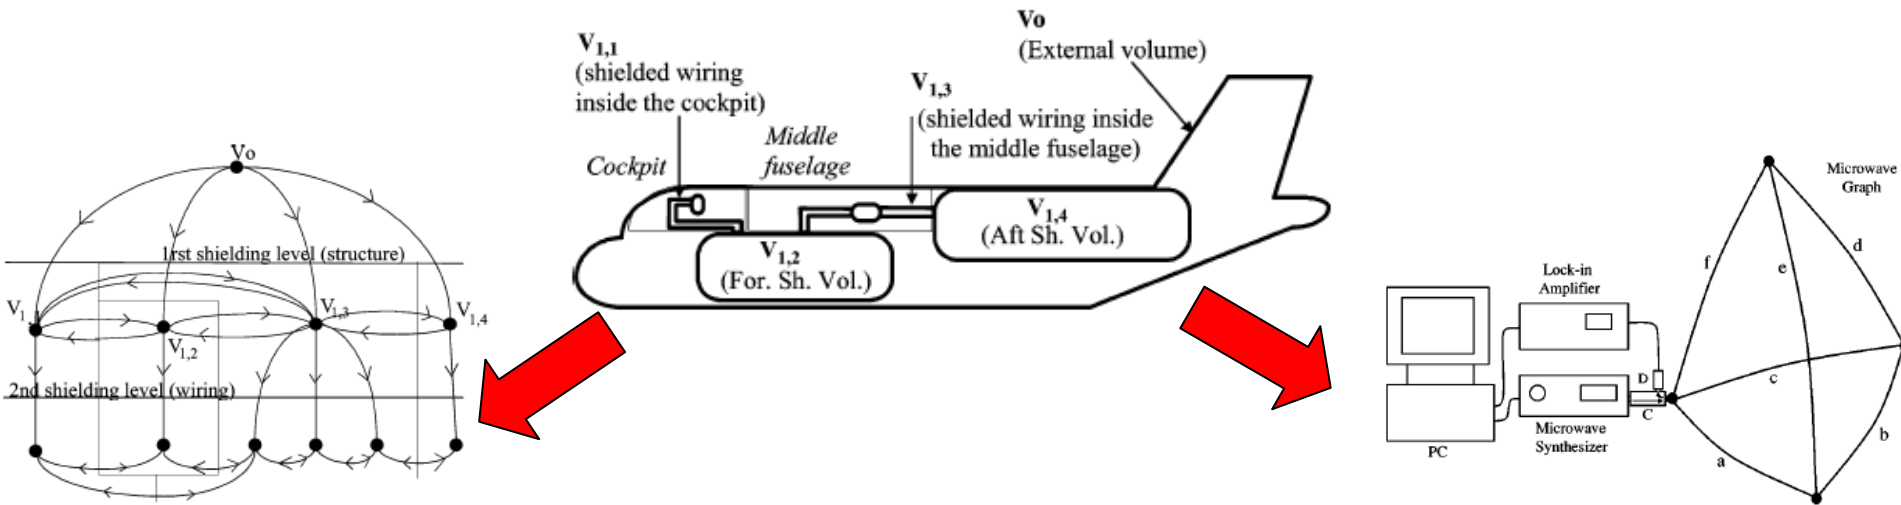 Vo
1rst shielding level (structure)
V1
V1,2
V1,3
V1,4
2nd shielding level (wiring)
V1,1
(shielded wiring
inside the cockpit)
Cockpit
Middle
fuselage
V1,3
(shielded wiring inside
the middle fuselage)
Vo
(External volume)
V1,2
(For. Sh. Vol.)
V1,4
(Aft Sh. Vol.)
Microwave
Graph
Lock-in
Amplifier
Microwave
Synthesizer
PC
D
C
a
b
c
d
e
f